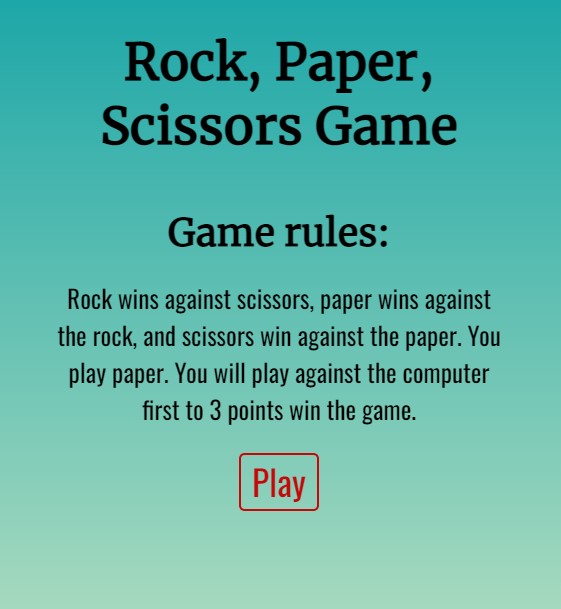 Rock, Paper,
Scissors Game
Game rules:
Rock wins against scissors, paper wins against
the rock, and scissors win against the paper. You
play paper. You will play against the computer
first to 3 points win the game.
Play